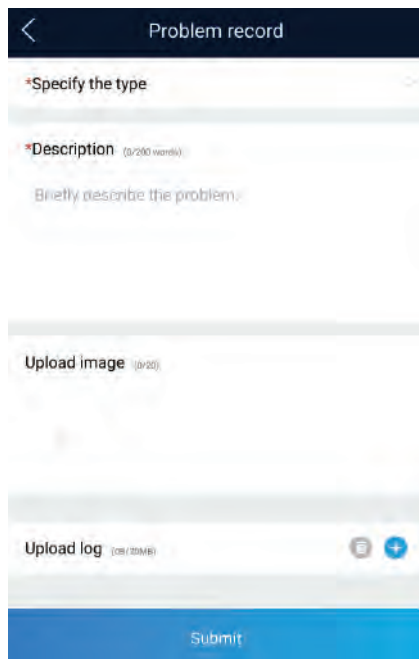 Problem record
*Specify the type
*Description (0/200 words)
Briefly describe the problem.
Upload image (0/20)
Upload log (0B/20MB)
Submit